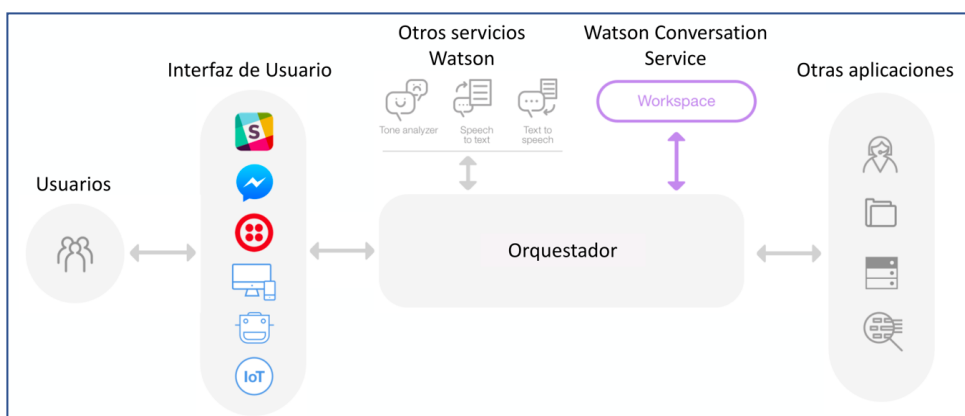 Otros servicios
Watson
Watson Conversation
Service
Interfaz de Usuario
Otras aplicaciones
Workspace
Tone analyzer
Speech
to text
Text to
speech
S
Usuarios
Orquestador
IoT